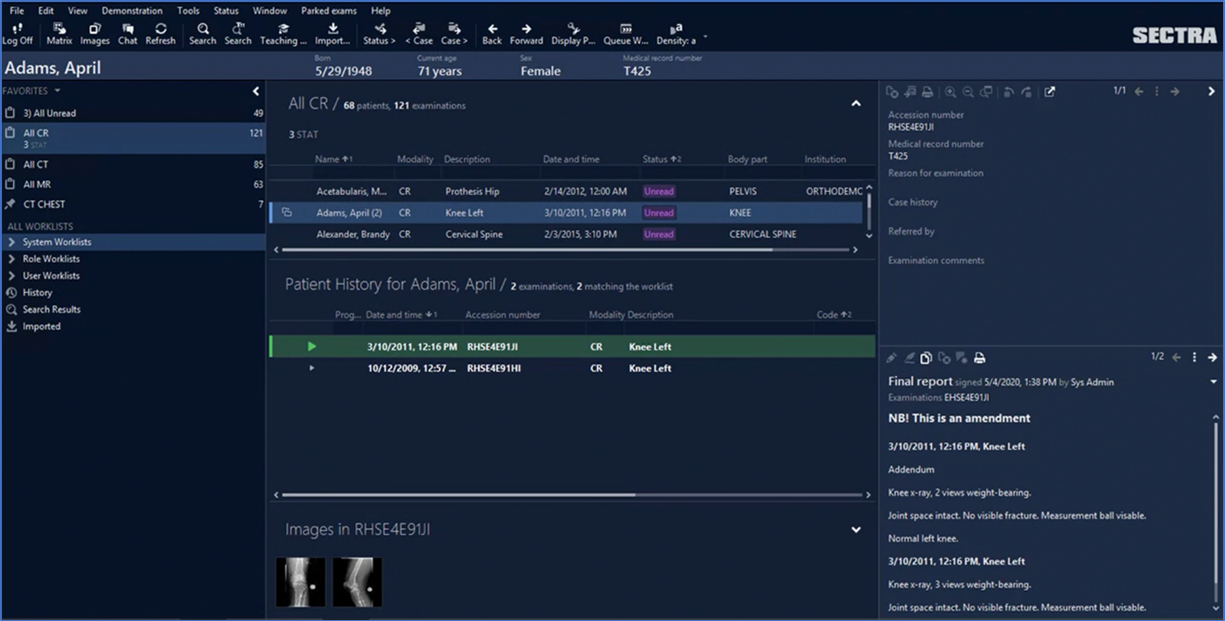 File Edit View Demonstration Tools Status Window Parked exams Help
Log Off Matrix Images Chat Refresh Search Search Teaching ... Import... Status > < Case Case > Back Forward Display P... Queue W... Density: a
SECTRA
Adams, April
Born Current age Sex Medical record number
5/29/1948 71 years Female T425
FAVORITES
3) All Unread 49
All CR 121
3 STAT
All CT 85
All MR 63
CT CHEST 7
ALL WORKLISTS
System Worklists
Role Worklists
User Worklists
History
Search Results
Imported
All CR / 68 patients, 121 examinations
3 STAT
Name 1 Modality Description Date and time Status 2 Body part Institution
Acetabularis, M... CR Prothesis Hip 2/14/2012, 12:00 AM Unread PELVIS ORTHODEMC
Adams, April (2) CR Knee Left 3/10/2011, 12:16 PM Unread KNEE
Alexander, Brandy CR Cervical Spine 2/3/2015, 3:10 PM Unread CERVICAL SPINE
Patient History for Adams, April / 2 examinations, 2 matching the worklist
Prog... Date and time 1 Accession number Modality Description Code 2
3/10/2011, 12:16 PM RHSE4E91JI CR Knee Left
10/12/2009, 12:57 ... RHSE4E91HI CR Knee Left
Images in RHSE4E91JI
1/1
Accession number
RHSE4E91JI
Medical record number
T425
Reason for examination
Case history
Referred by
Examination comments
1/2
Final report signed 5/4/2020, 1:38 PM by Sys Admin
Examinations EHSE4E91JI
NB! This is an amendment
3/10/2011, 12:16 PM, Knee Left
Addendum
Knee x-ray, 2 views weight-bearing.
Joint space intact. No visible fracture. Measurement ball visable.
Normal left knee.
3/10/2011, 12:16 PM, Knee Left
Knee x-ray, 3 views weight-bearing.
Joint space intact. No visible fracture. Measurement ball visable.